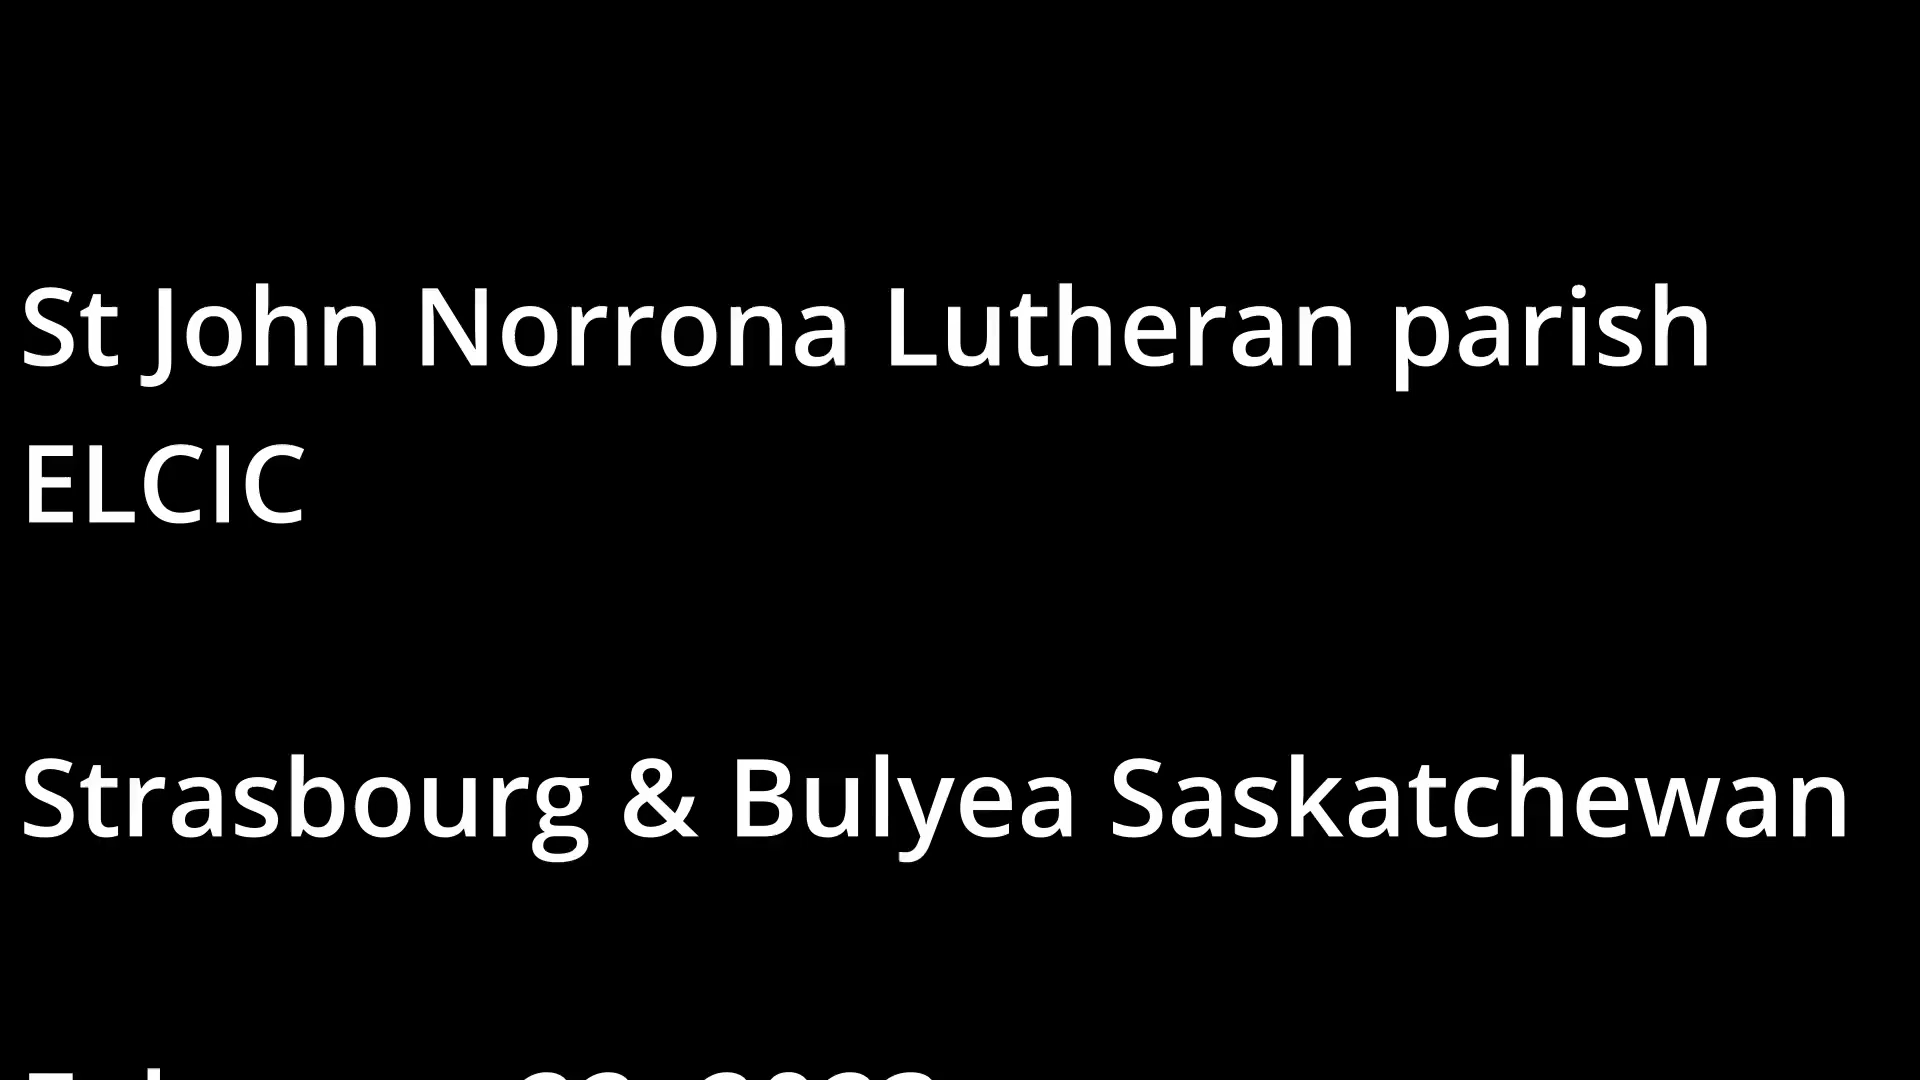 St John Norrona Lutheran parish
ELCIC
Strasbourg & Bulyea Saskatchewan